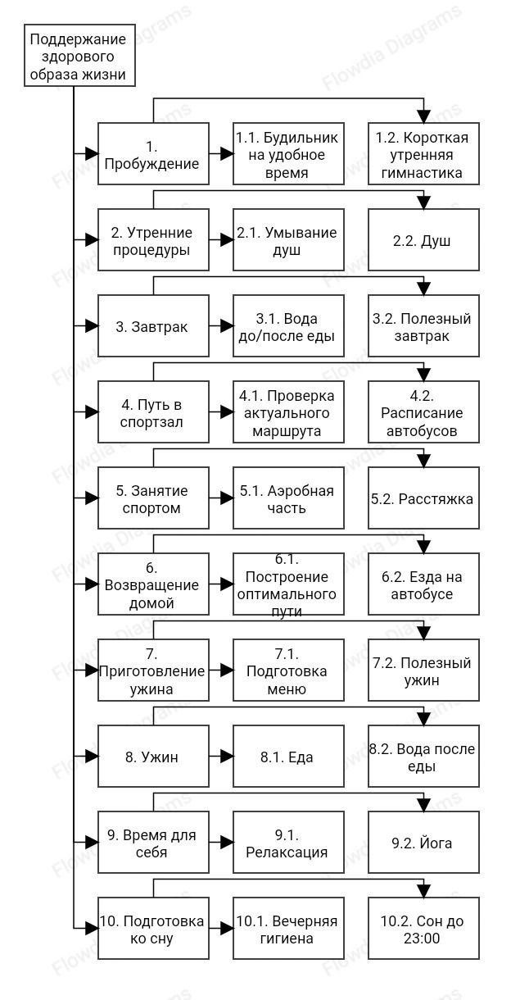 Поддержание
здорового
образа жизни
1.
Пробуждение
1.1. Будильник
на удобное
время
1.2. Короткая
утренняя
гимнастика
2. Утренние
процедуры
2.1. Умывание
душ
2.2. Душ
3. Завтрак
3.1. Вода
до/после еды
3.2. Полезный
завтрак
4. Путь в
спортзал
4.1. Проверка
актуального
маршрута
4.2.
Расписание
автобусов
5. Занятие
спортом
5.1. Аэробная
часть
5.2. Расстяжка
6.
Возвращение
домой
6.1.
Построение
оптимального
пути
6.2. Езда на
автобусе
7.
Приготовление
ужина
7.1.
Подготовка
меню
7.2. Полезный
ужин
8. Ужин
8.1. Еда
8.2. Вода после
еды
9. Время для
себя
9.1.
Релаксация
9.2. Йога
10. Подготовка
ко сну
10.1. Вечерняя
гигиена
10.2. Сон до
23:00
Flowdia Diagrams